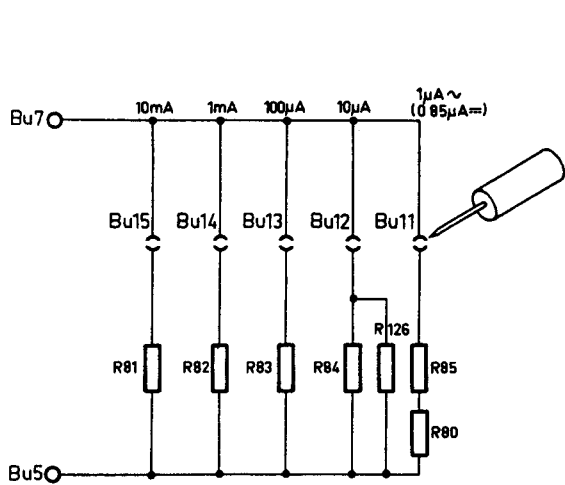 1µA ~
10mA 1mA 100µA 10µA (0 85µA⎓)
Bu7
Bu15 Bu14 Bu13 Bu12 Bu11
R126
R81 R82 R83 R84 R85
R80
Bu5